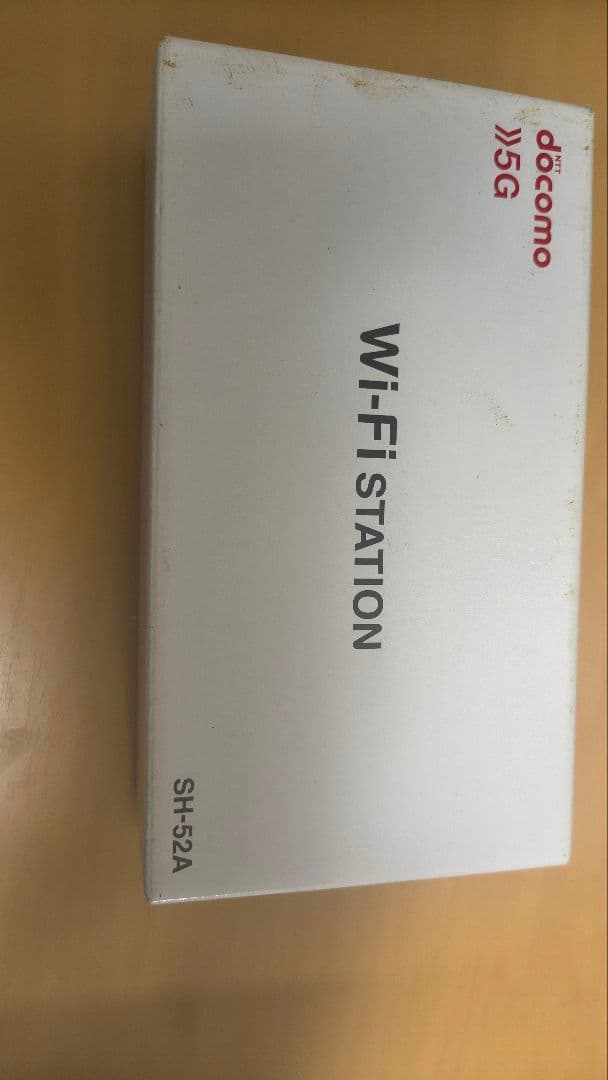 NTT
docomo
5G
Wi-Fi STATION
SH-52A